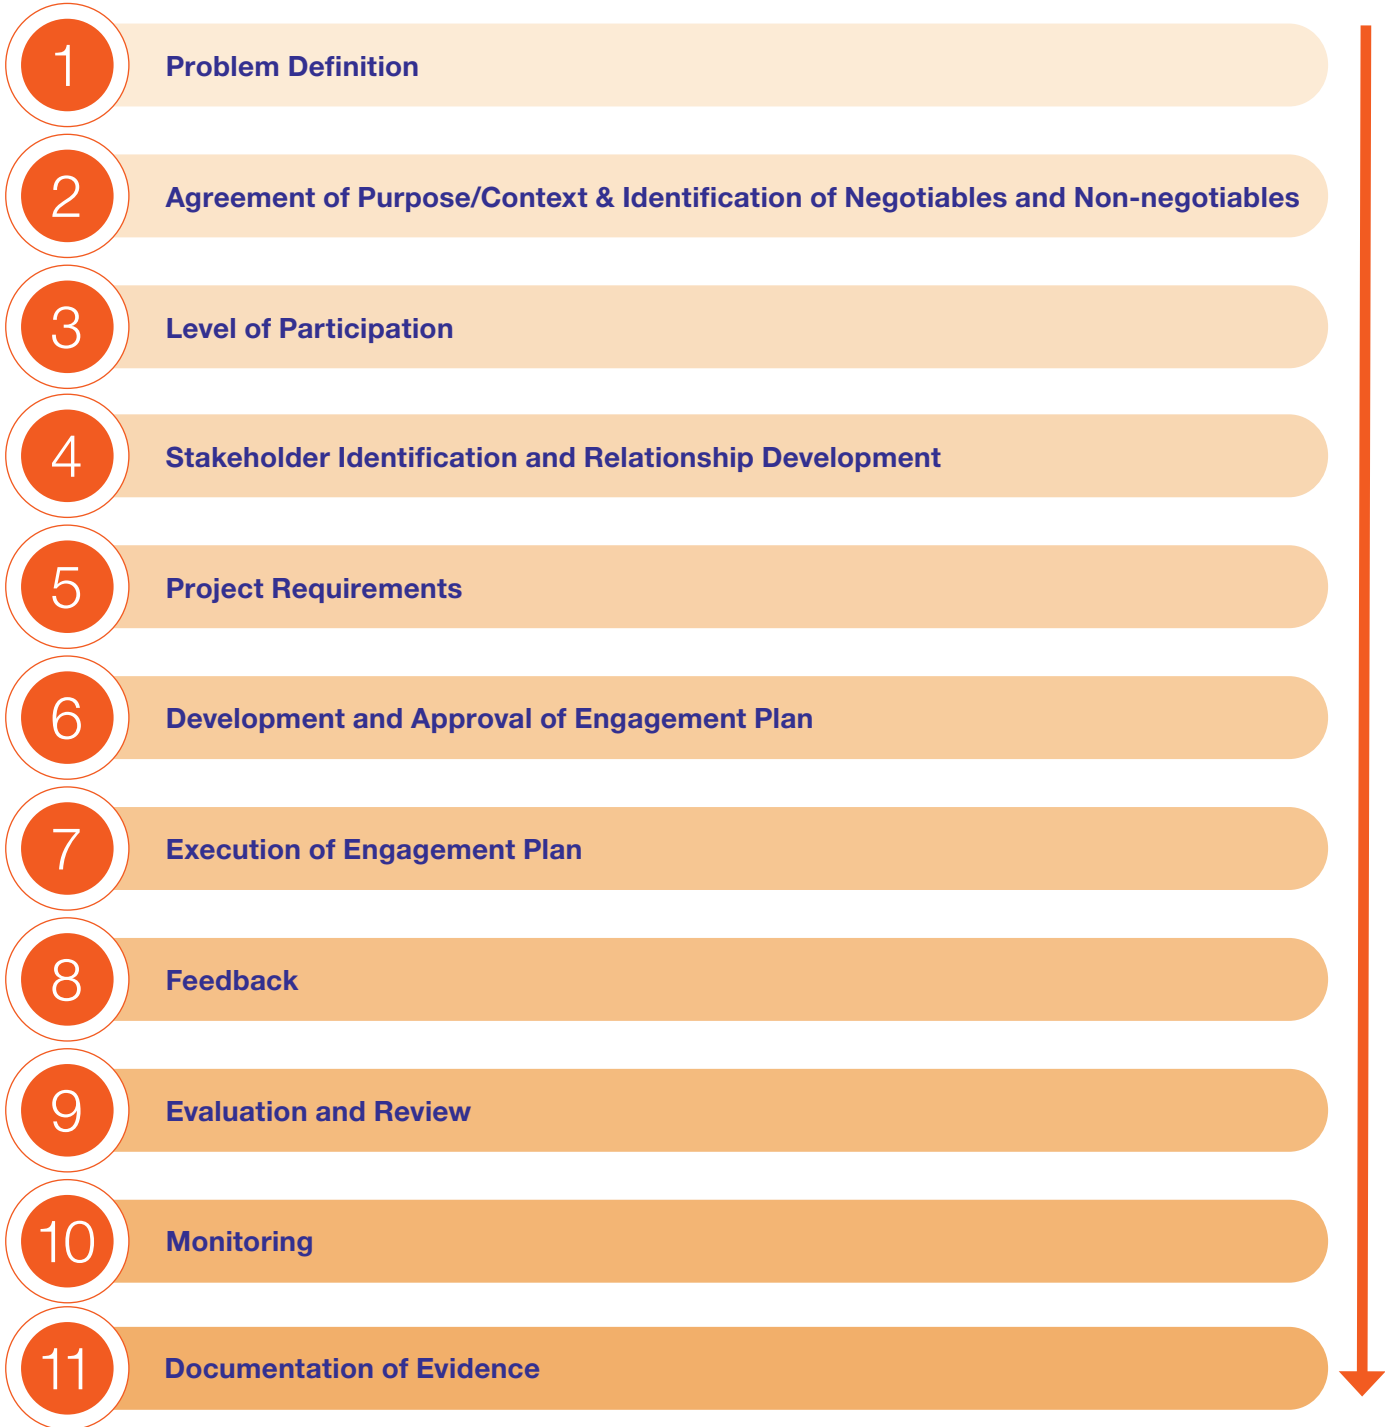 1 Problem Definition
2 Agreement of Purpose/Context & Identification of Negotiables and Non-negotiables
3 Level of Participation
4 Stakeholder Identification and Relationship Development
5 Project Requirements
6 Development and Approval of Engagement Plan
7 Execution of Engagement Plan
8 Feedback
9 Evaluation and Review
10 Monitoring
11 Documentation of Evidence